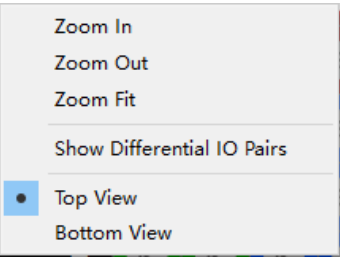 Zoom In
Zoom Out
Zoom Fit
Show Differential IO Pairs
Top View
Bottom View